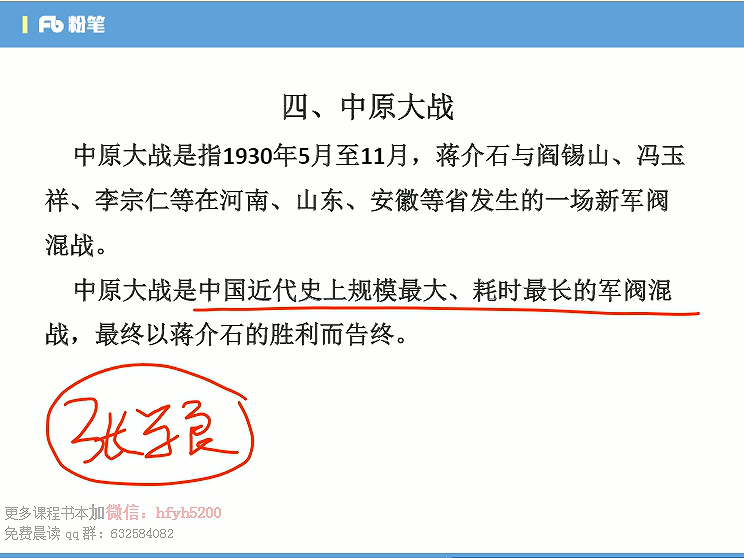 Fb 粉笔
四、中原大战
中原大战是指1930年5月至11月，蒋介石与阎锡山、冯玉
祥、李宗仁等在河南、山东、安徽等省发生的一场新军阀
混战。
中原大战是中国近代史上规模最大、耗时最长的军阀混
战，最终以蒋介石的胜利而告终。
张学良
更多课程书本加微信：hfyh5200
免费晨读 qq 群：632584082